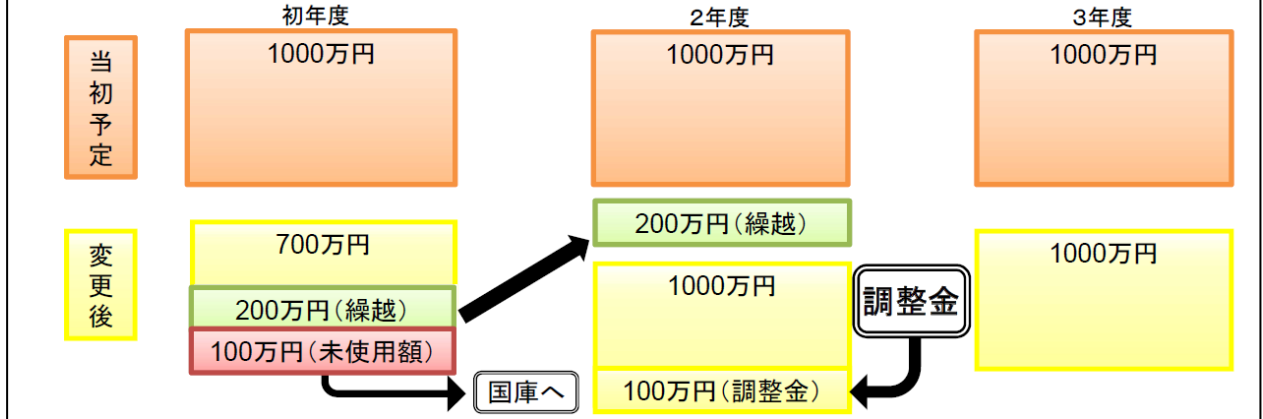 初年度
2年度
3年度
当初予定
1000万円
1000万円
1000万円
変更後
700万円
200万円(繰越)
100万円(未使用額)
国庫へ
200万円(繰越)
1000万円
100万円(調整金)
調整金
1000万円